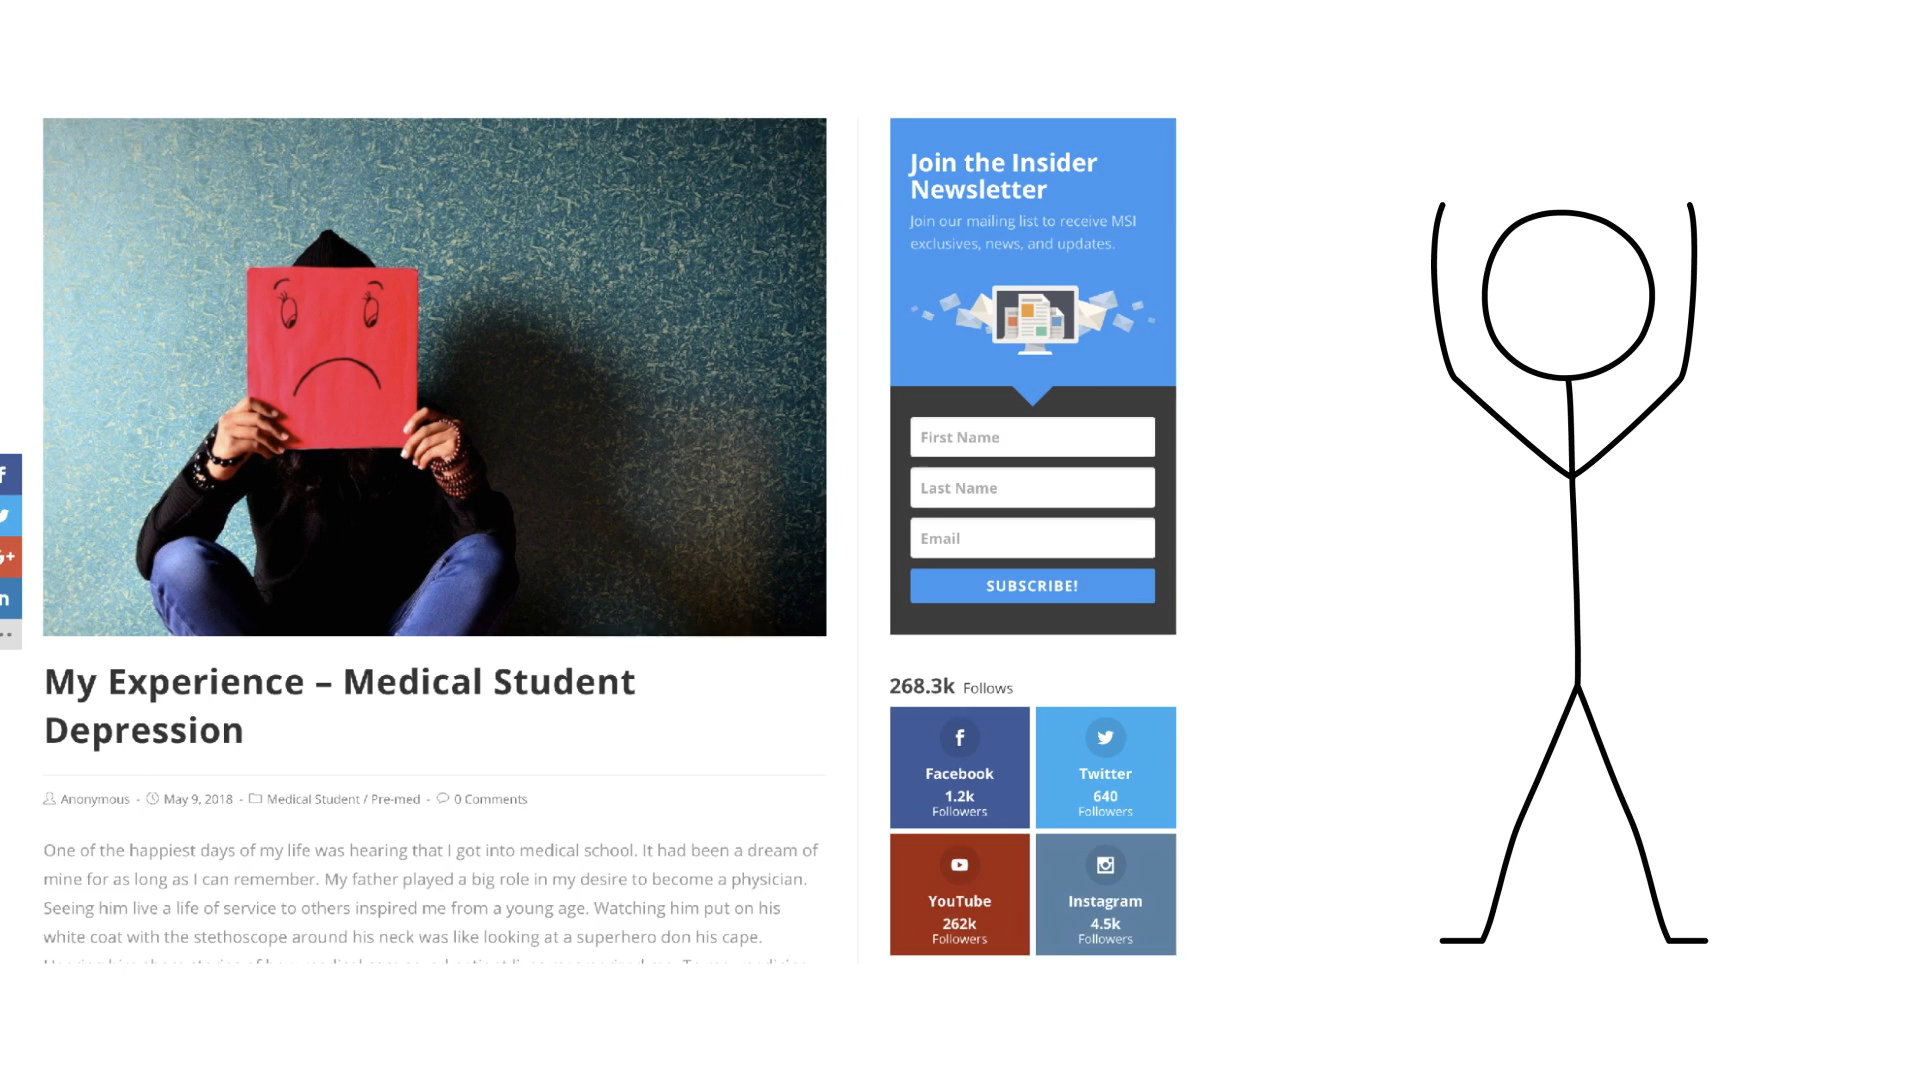 Join the Insider
Newsletter
Join our mailing list to receive MSI
exclusives, news, and updates.
First Name
Last Name
Email
SUBSCRIBE!
My Experience – Medical Student
Depression
Anonymous - May 9, 2018 - Medical Student / Pre-med - 0 Comments
One of the happiest days of my life was hearing that I got into medical school. It had been a dream of
mine for as long as I can remember. My father played a big role in my desire to become a physician.
Seeing him live a life of service to others inspired me from a young age. Watching him put on his
white coat with the stethoscope around his neck was like looking at a superhero don his cape.
268.3k Follows
Facebook
1.2k
Followers
Twitter
640
Followers
YouTube
262k
Followers
Instagram
4.5k
Followers